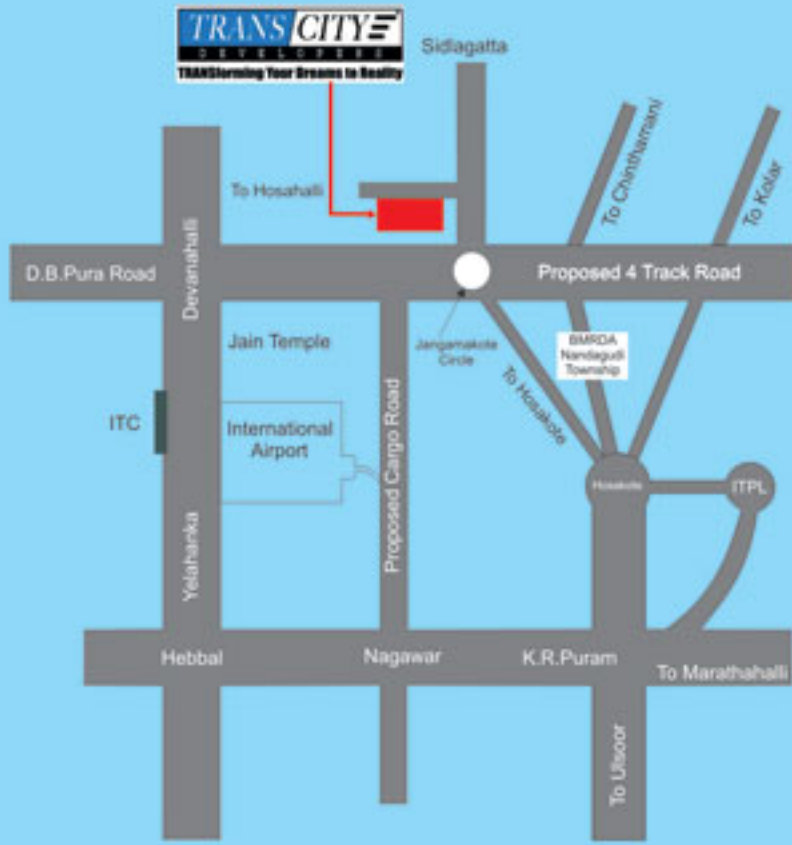 TRANS CITY
DEVELOPERS
TRANSforming Your Dreams to Reality
Sidlagatta
To Hosahalli
To Chinthamani
To Kolar
Devanahalli
D.B.Pura Road
Proposed 4 Track Road
Jain Temple
Jangamakote
Circle
BMRDA
Nandagudi
Township
To Hosakote
ITC
International
Airport
Proposed Cargo Road
Hosakote
ITPL
Yelahanka
Hebbal
Nagawar
K.R.Puram
To Marathahalli
To Ulsoor